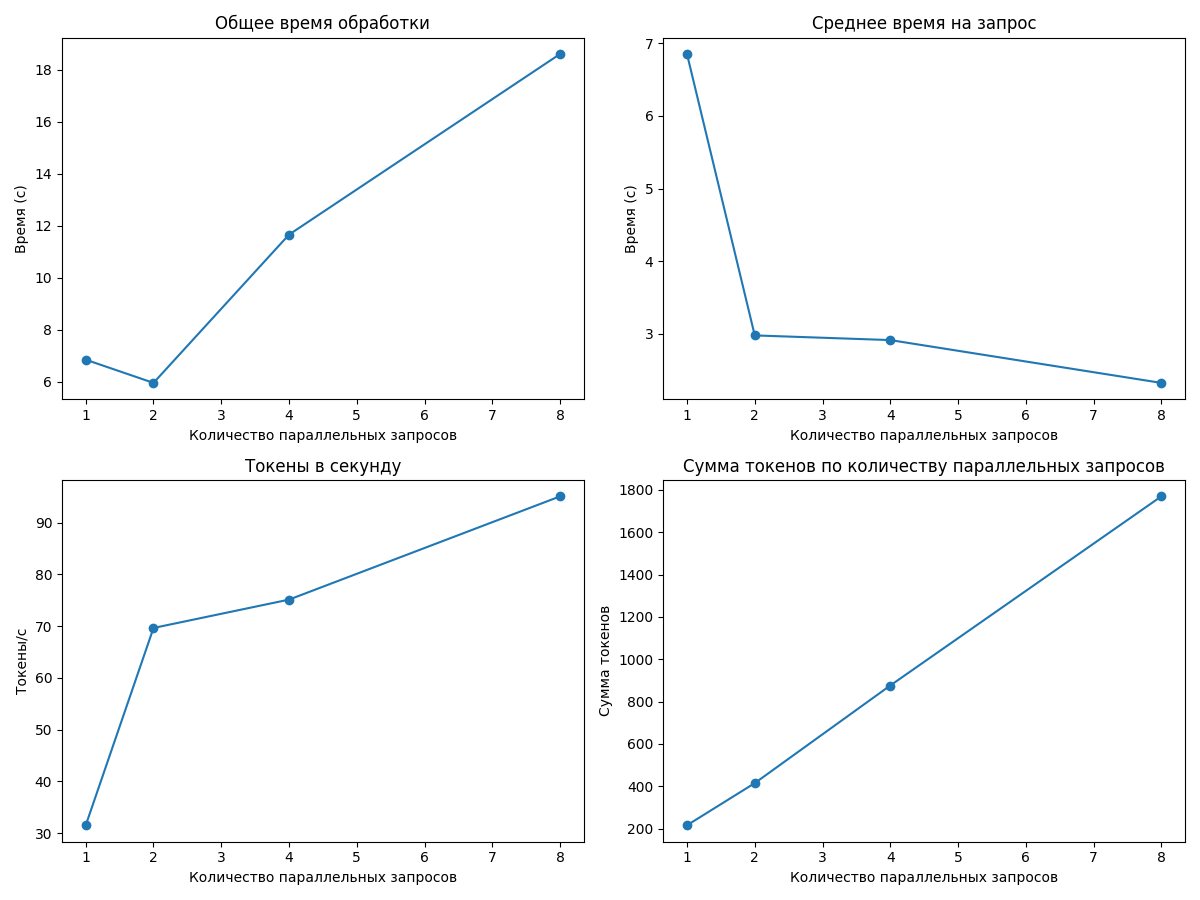 Общее время обработки
Время (с)
18
16
14
12
10
8
6
1 2 3 4 5 6 7 8
Количество параллельных запросов
Среднее время на запрос
Время (с)
7
6
5
4
3
1 2 3 4 5 6 7 8
Количество параллельных запросов
Токены в секунду
Токены/с
90
80
70
60
50
40
30
1 2 3 4 5 6 7 8
Количество параллельных запросов
Сумма токенов по количеству параллельных запросов
Сумма токенов
1800
1600
1400
1200
1000
800
600
400
200
1 2 3 4 5 6 7 8
Количество параллельных запросов